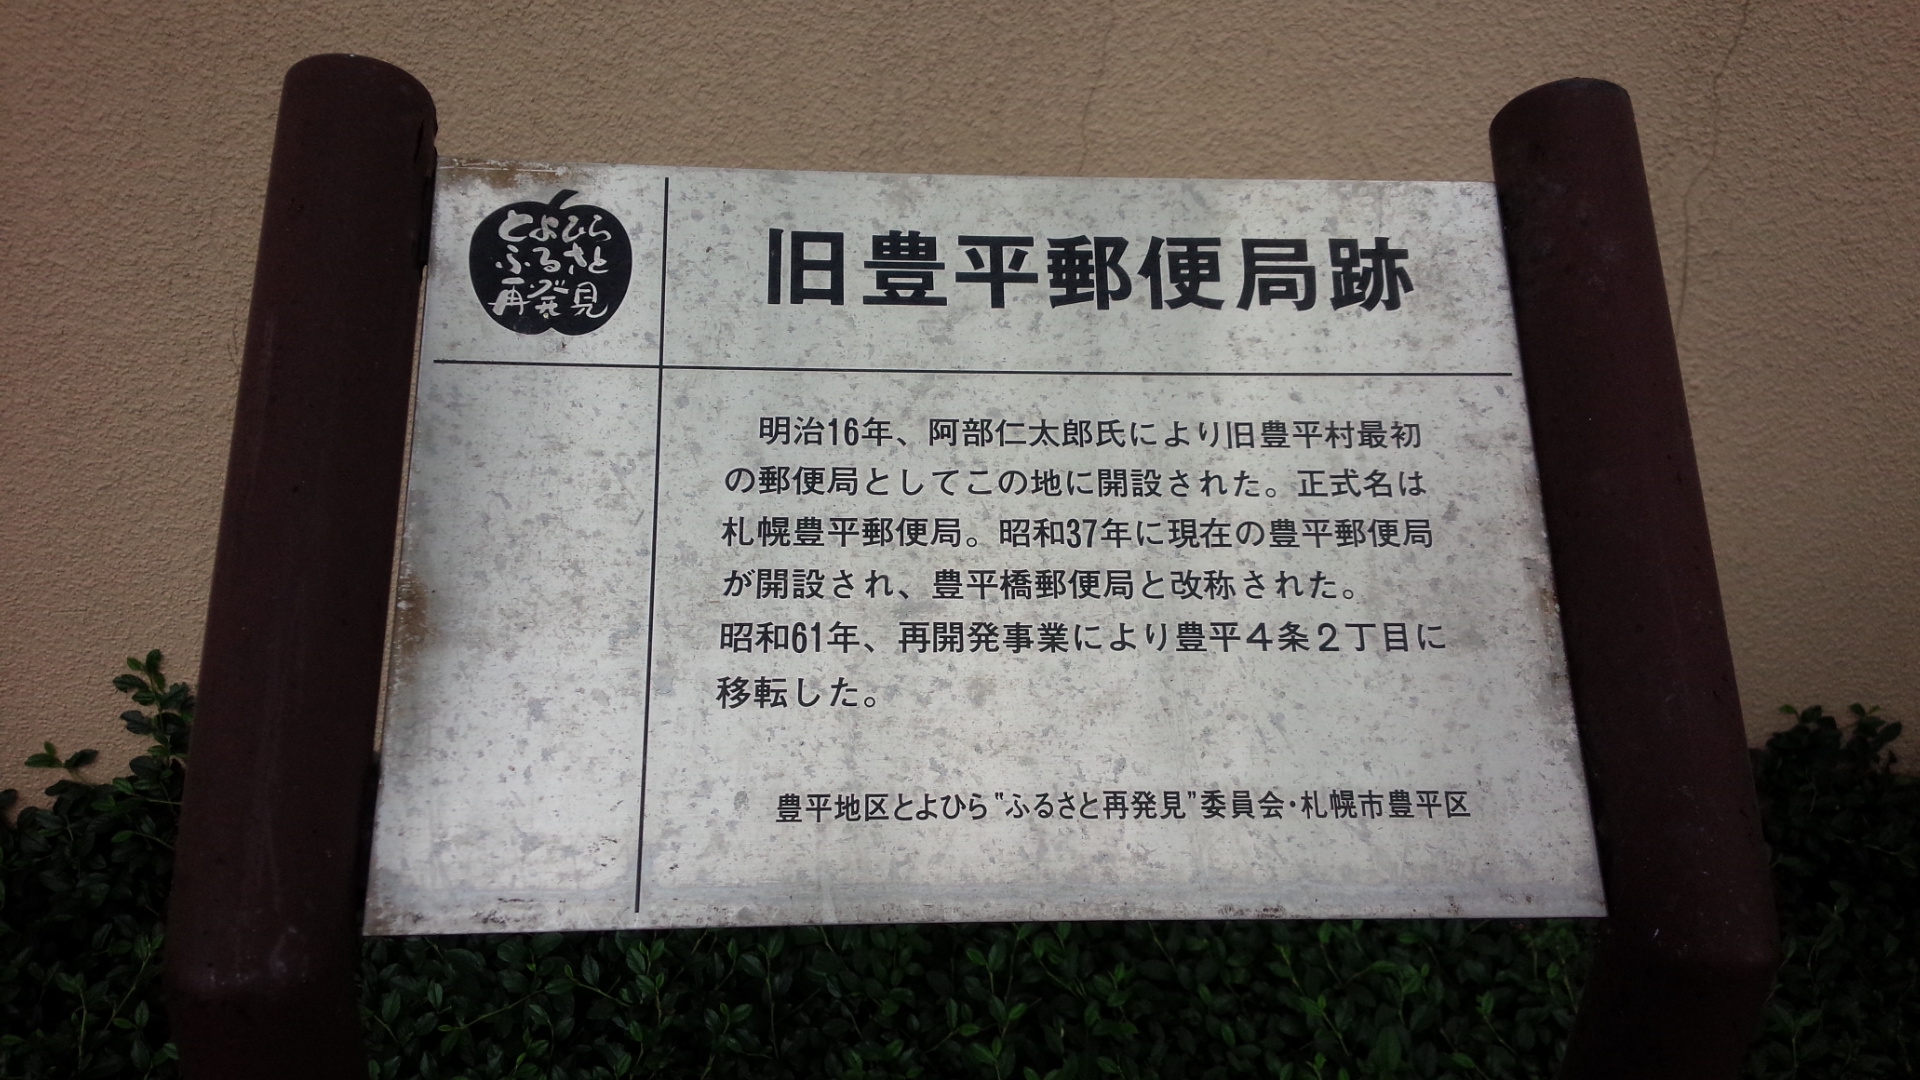 とよひら
ふるさと
再発見
旧豊平郵便局跡
明治16年、阿部仁太郎氏により旧豊平村最初
の郵便局としてこの地に開設された。正式名は
札幌豊平郵便局。昭和37年に現在の豊平郵便局
が開設され、豊平橋郵便局と改称された。
昭和61年、再開発事業により豊平４条２丁目に
移転した。
豊平地区とよひら“ふるさと再発見”委員会・札幌市豊平区